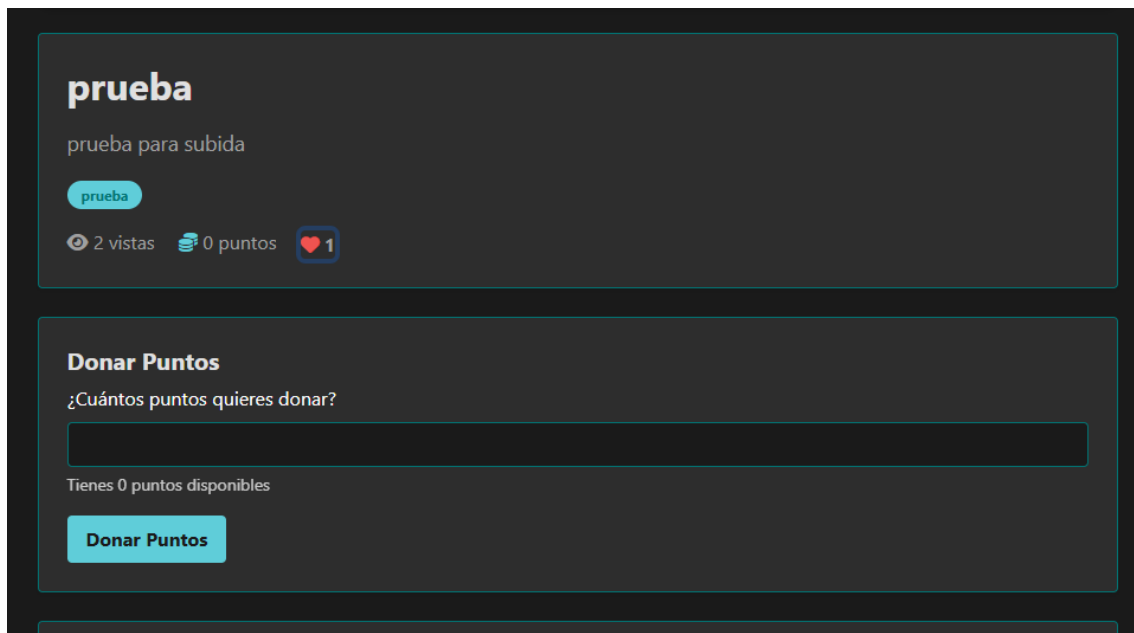 prueba
prueba para subida
prueba
2 vistas 0 puntos 1
Donar Puntos
¿Cuántos puntos quieres donar?
Tienes 0 puntos disponibles
Donar Puntos